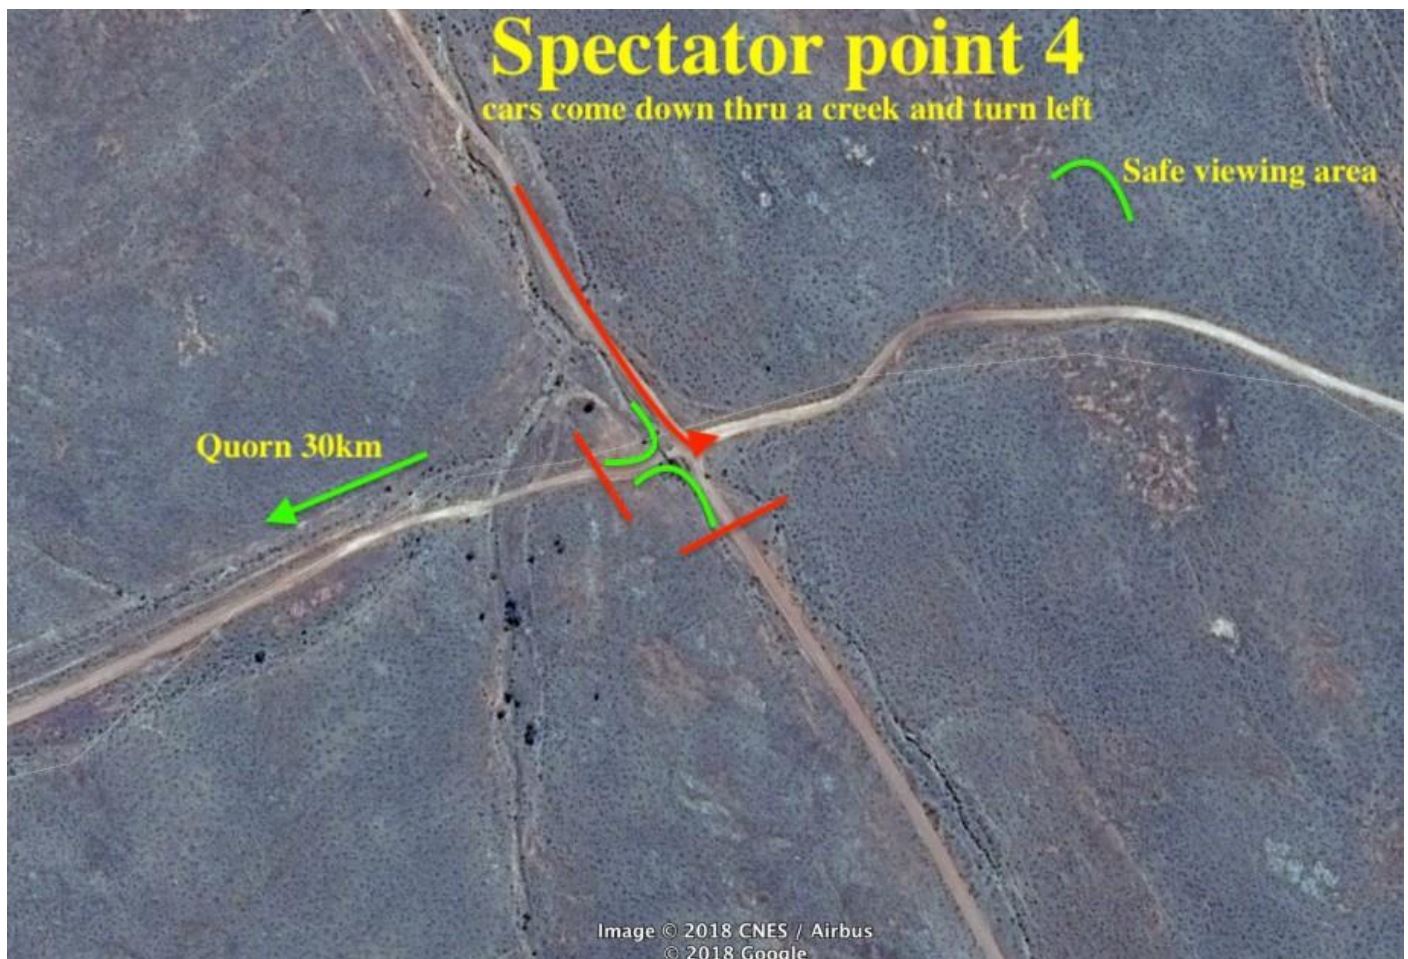 Spectator point 4
cars come down thru a creek and turn left
Safe viewing area
Quorn 30km
Image © 2018 CNES / Airbus
© 2018 Google